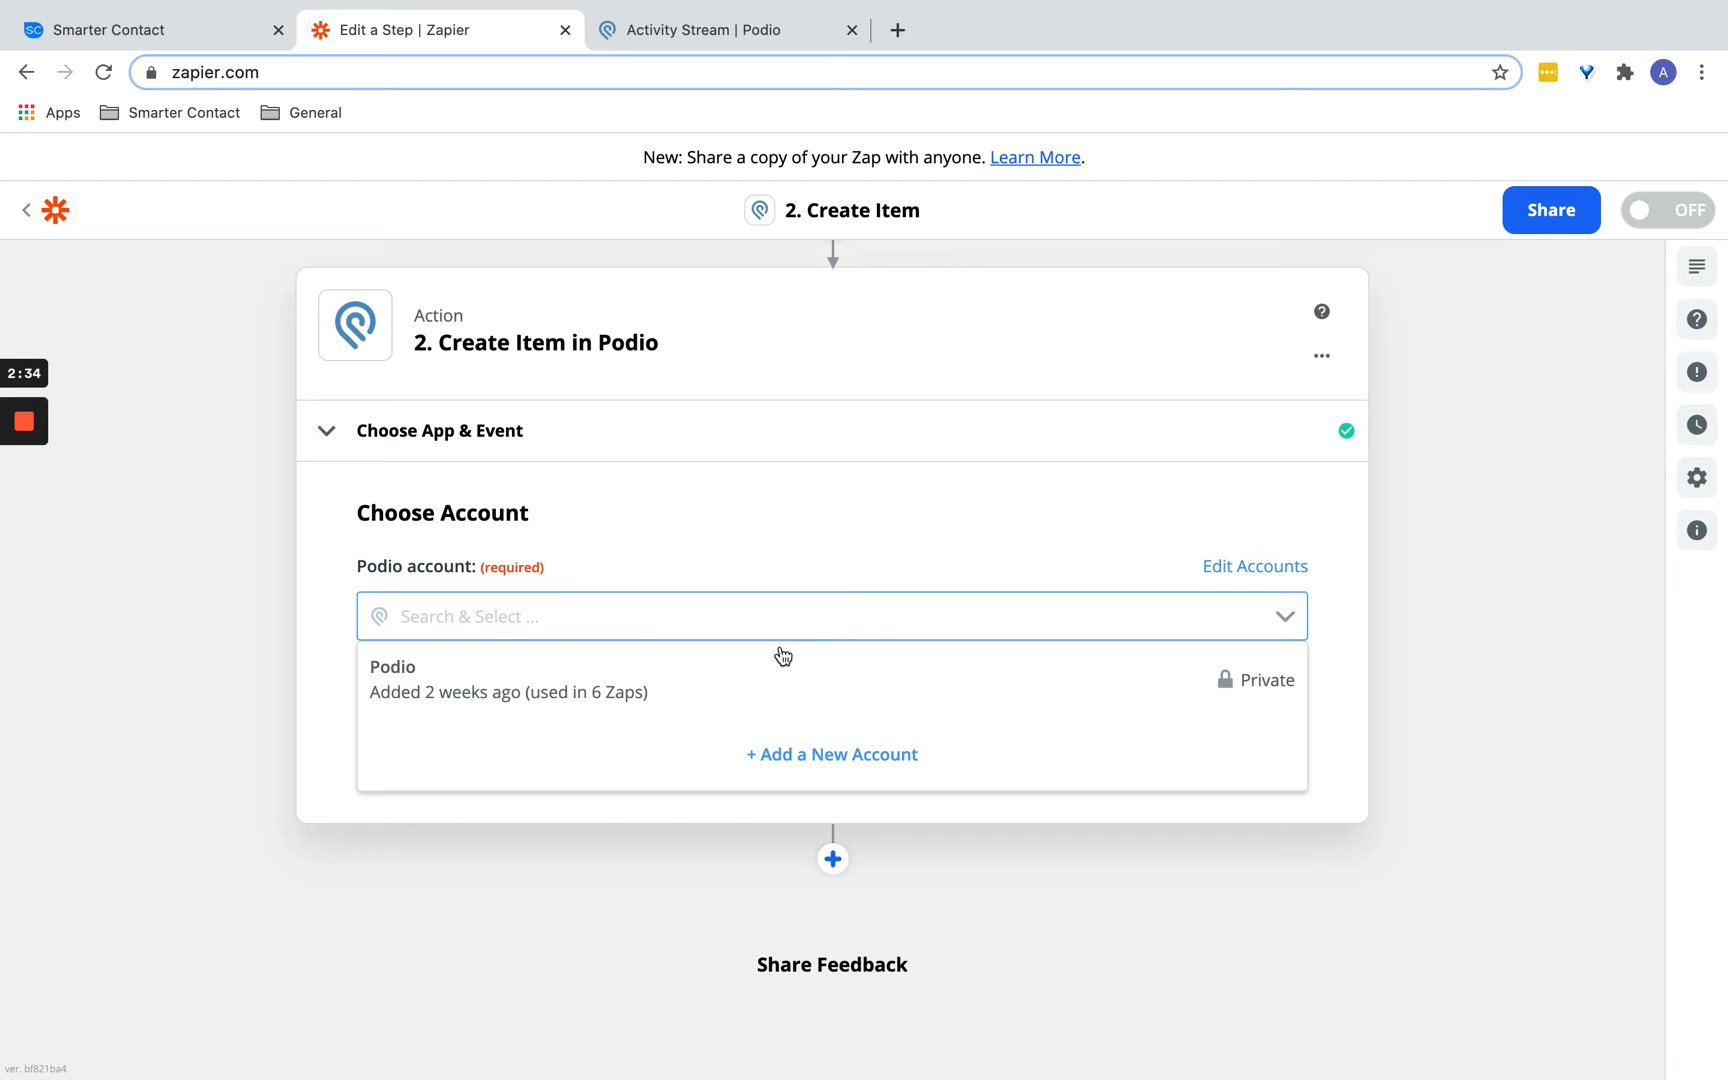 SC Smarter Contact
Edit a Step | Zapier
Activity Stream | Podio
zapier.com
A
Apps
Smarter Contact
General
New: Share a copy of your Zap with anyone. Learn More.
2. Create Item
Share
OFF
Action
2. Create Item in Podio
2:34
Choose App & Event
Choose Account
Podio account: (required)
Edit Accounts
Search & Select ...
Podio
Added 2 weeks ago (used in 6 Zaps)
Private
+ Add a New Account
Share Feedback
ver. bf821ba4